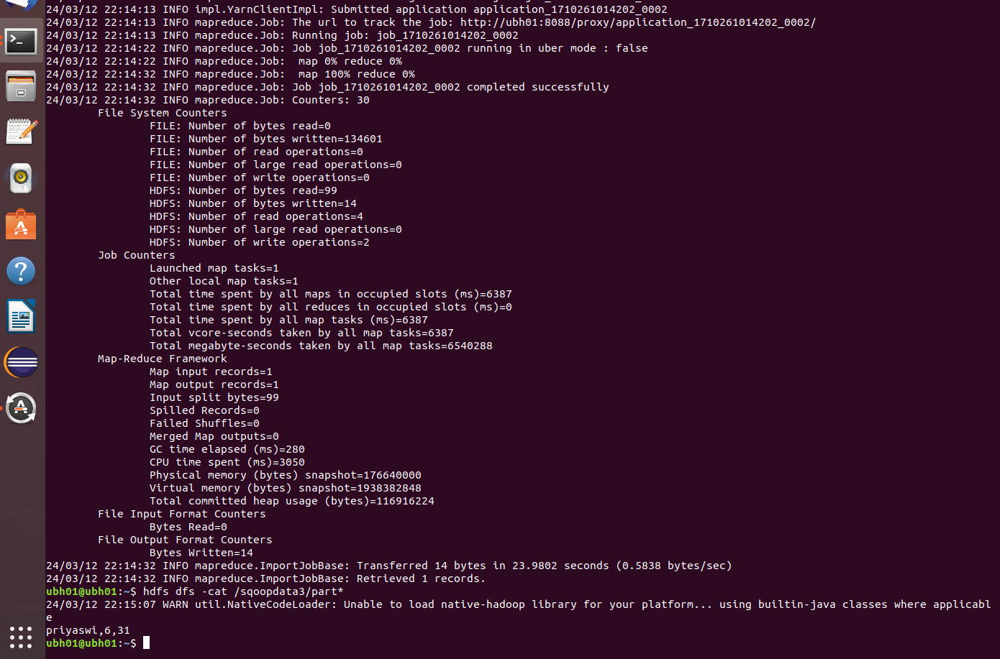 24/03/12 22:14:13 INFO impl.YarnClientImpl: Submitted application application_1710261014202_0002
24/03/12 22:14:13 INFO mapreduce.Job: The url to track the job: http://ubh01:8088/proxy/application_1710261014202_0002/
24/03/12 22:14:13 INFO mapreduce.Job: Running job: job_1710261014202_0002
24/03/12 22:14:22 INFO mapreduce.Job: Job job_1710261014202_0002 running in uber mode : false
24/03/12 22:14:22 INFO mapreduce.Job:  map 0% reduce 0%
24/03/12 22:14:32 INFO mapreduce.Job:  map 100% reduce 0%
24/03/12 22:14:32 INFO mapreduce.Job: Job job_1710261014202_0002 completed successfully
24/03/12 22:14:32 INFO mapreduce.Job: Counters: 30
File System Counters
FILE: Number of bytes read=0
FILE: Number of bytes written=134601
FILE: Number of read operations=0
FILE: Number of large read operations=0
FILE: Number of write operations=0
HDFS: Number of bytes read=99
HDFS: Number of bytes written=14
HDFS: Number of read operations=4
HDFS: Number of large read operations=0
HDFS: Number of write operations=2
Job Counters
Launched map tasks=1
Other local map tasks=1
Total time spent by all maps in occupied slots (ms)=6387
Total time spent by all reduces in occupied slots (ms)=0
Total time spent by all map tasks (ms)=6387
Total vcore-seconds taken by all map tasks=6387
Total megabyte-seconds taken by all map tasks=6540288
Map-Reduce Framework
Map input records=1
Map output records=1
Input split bytes=99
Spilled Records=0
Failed Shuffles=0
Merged Map outputs=0
GC time elapsed (ms)=280
CPU time spent (ms)=3050
Physical memory (bytes) snapshot=176640000
Virtual memory (bytes) snapshot=1938382848
Total committed heap usage (bytes)=116916224
File Input Format Counters
Bytes Read=0
File Output Format Counters
Bytes Written=14
24/03/12 22:14:32 INFO mapreduce.ImportJobBase: Transferred 14 bytes in 23.9802 seconds (0.5838 bytes/sec)
24/03/12 22:14:32 INFO mapreduce.ImportJobBase: Retrieved 1 records.
ubh01@ubh01:~$ hdfs dfs -cat /sqoopdata3/part*
24/03/12 22:15:07 WARN util.NativeCodeLoader: Unable to load native-hadoop library for your platform... using builtin-java classes where applicabl
e
priyaswi,6,31
ubh01@ubh01:~$